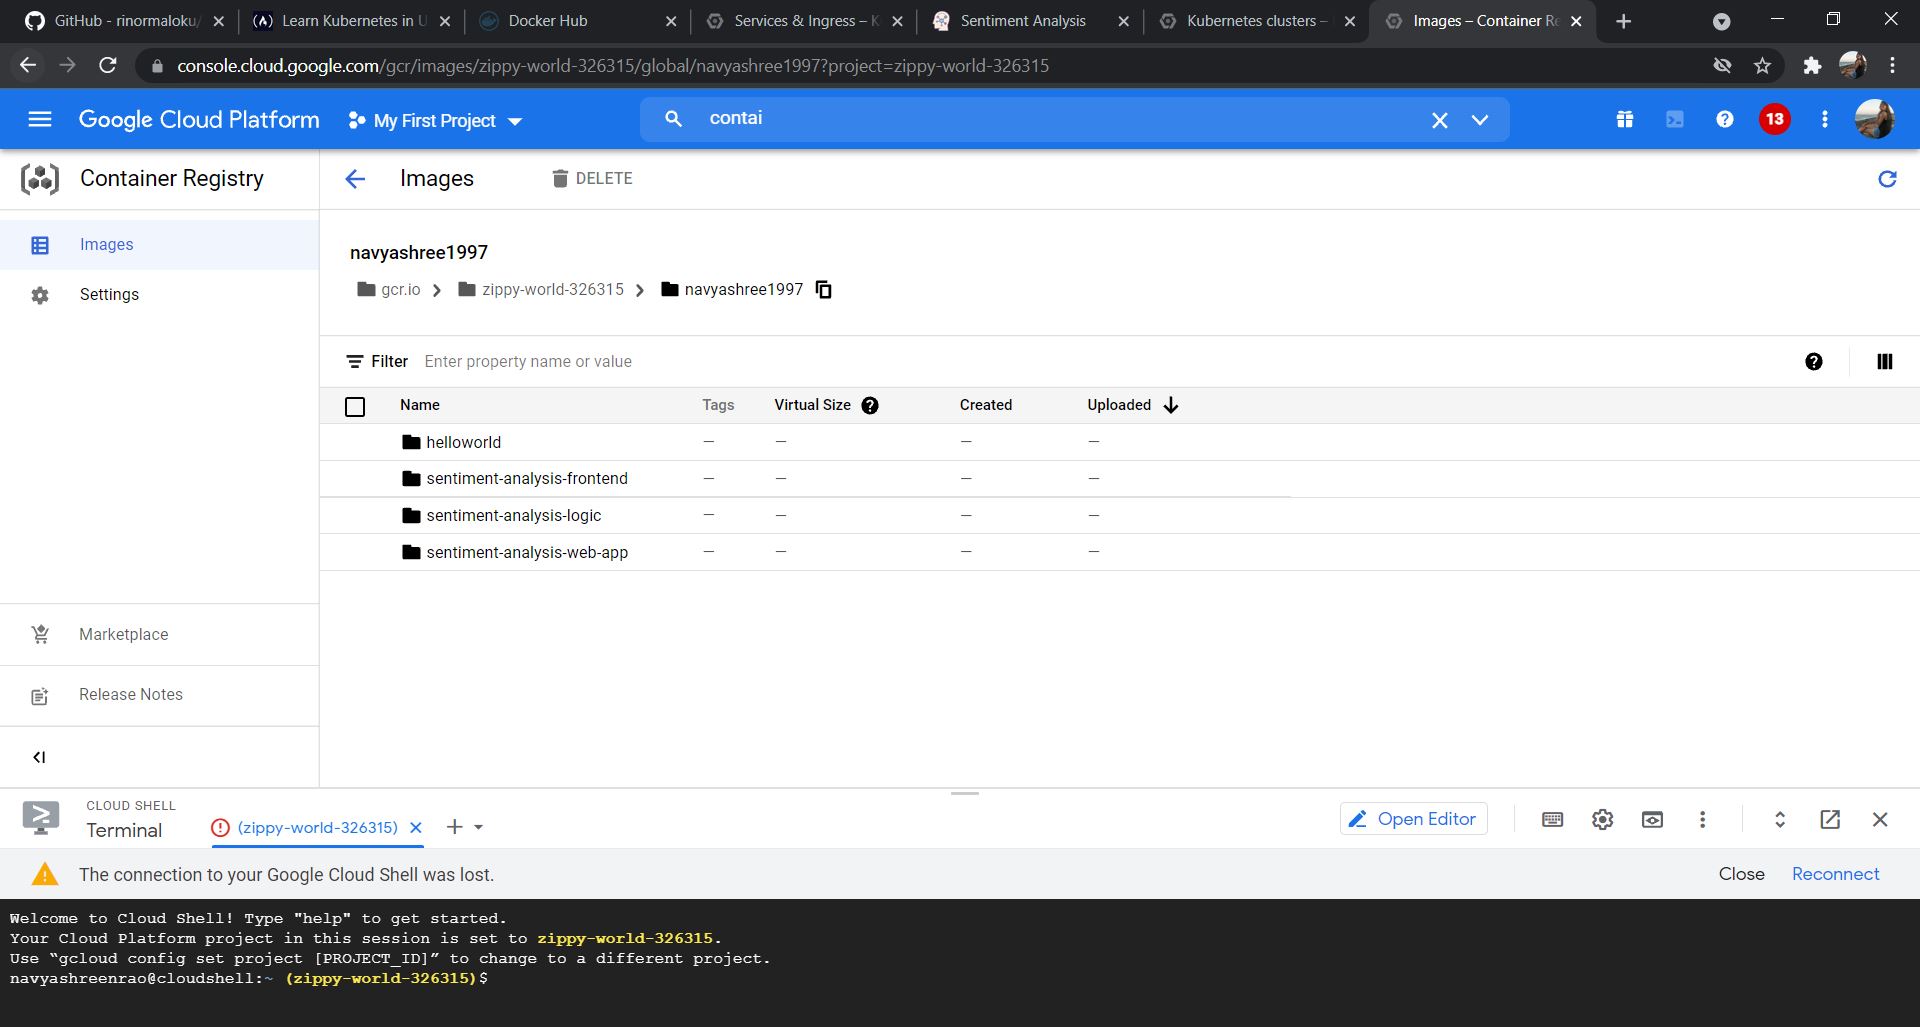 GitHub - rinormaloku/
Learn Kubernetes in U
Docker Hub
Services & Ingress – K
Sentiment Analysis
Kubernetes clusters –
Images – Container Re
console.cloud.google.com/gcr/images/zippy-world-326315/global/navyashree1997?project=zippy-world-326315
Google Cloud Platform
My First Project
contai
13
Container Registry
Images
DELETE
Images
Settings
navyashree1997
gcr.io
zippy-world-326315
navyashree1997
Filter
Enter property name or value
Name
Tags
Virtual Size
Created
Uploaded
helloworld — — — —
sentiment-analysis-frontend — — — —
sentiment-analysis-logic — — — —
sentiment-analysis-web-app — — — —
Marketplace
Release Notes
CLOUD SHELL
Terminal
(zippy-world-326315)
Open Editor
The connection to your Google Cloud Shell was lost.
Close
Reconnect
Welcome to Cloud Shell! Type "help" to get started.
Your Cloud Platform project in this session is set to zippy-world-326315.
Use “gcloud config set project [PROJECT_ID]” to change to a different project.
navyashreenrao@cloudshell:~ (zippy-world-326315)$